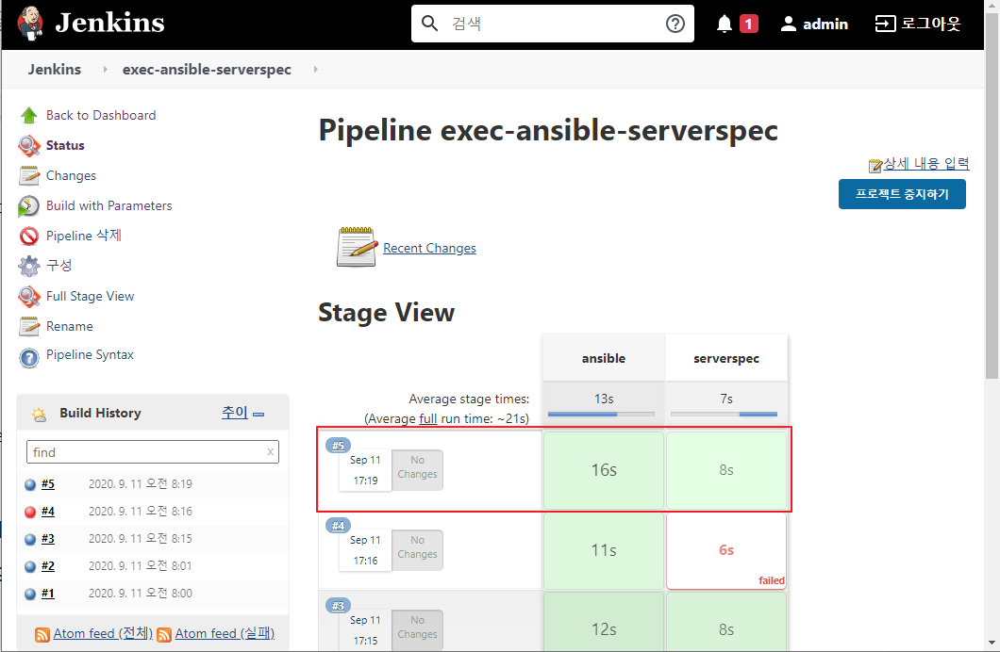 Jenkins
검색
1
admin
로그아웃
Jenkins
exec-ansible-serverspec
Back to Dashboard
Status
Changes
Build with Parameters
Pipeline 삭제
구성
Full Stage View
Rename
Pipeline Syntax
Build History
추이
find
x
#5 2020. 9. 11 오전 8:19
#4 2020. 9. 11 오전 8:16
#3 2020. 9. 11 오전 8:15
#2 2020. 9. 11 오전 8:01
#1 2020. 9. 11 오전 8:00
Atom feed (전체) Atom feed (실패)
Pipeline exec-ansible-serverspec
상세 내용 입력
프로젝트 중지하기
Recent Changes
Stage View
ansible serverspec
Average stage times: 13s 7s
(Average full run time: ~21s)
#5
Sep 11
17:19
No
Changes
16s 8s
#4
Sep 11
17:16
No
Changes
11s 6s
failed
#3
Sep 11
17:15
No
Changes
12s 8s